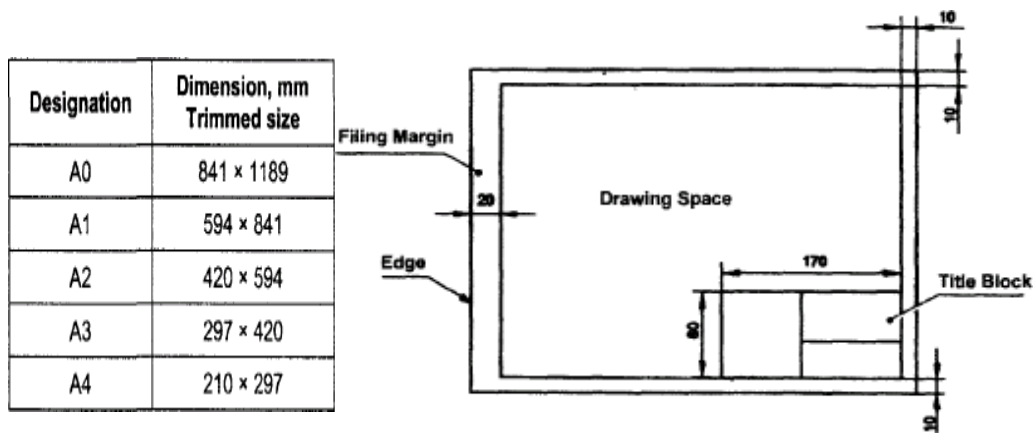 Designation
Dimension, mm
Trimmed size
A0
841 × 1189
A1
594 × 841
A2
420 × 594
A3
297 × 420
A4
210 × 297
10
10
Filing Margin
20
Drawing Space
Edge
170
Title Block
60
10